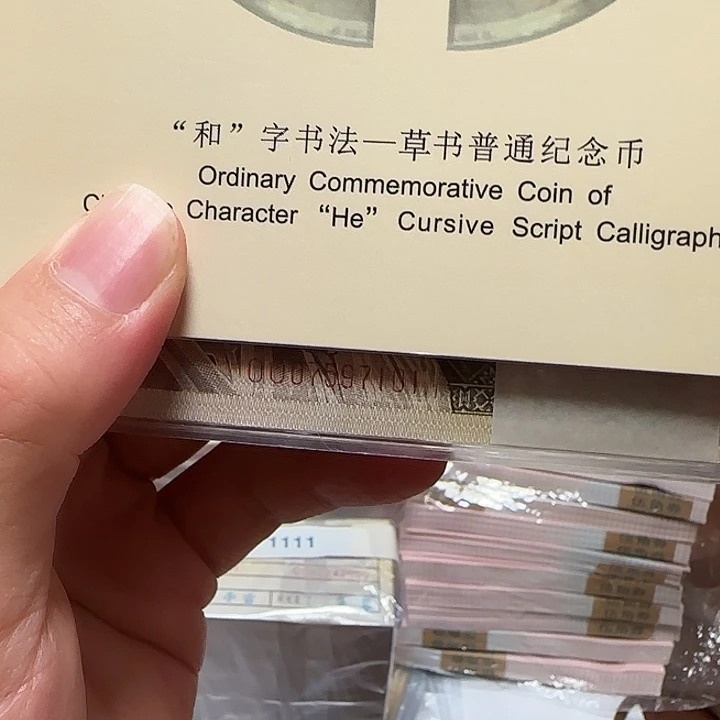 “和”字书法—草书普通纪念币
Ordinary Commemorative Coin of
Character “He” Cursive Script Calligraph
1111